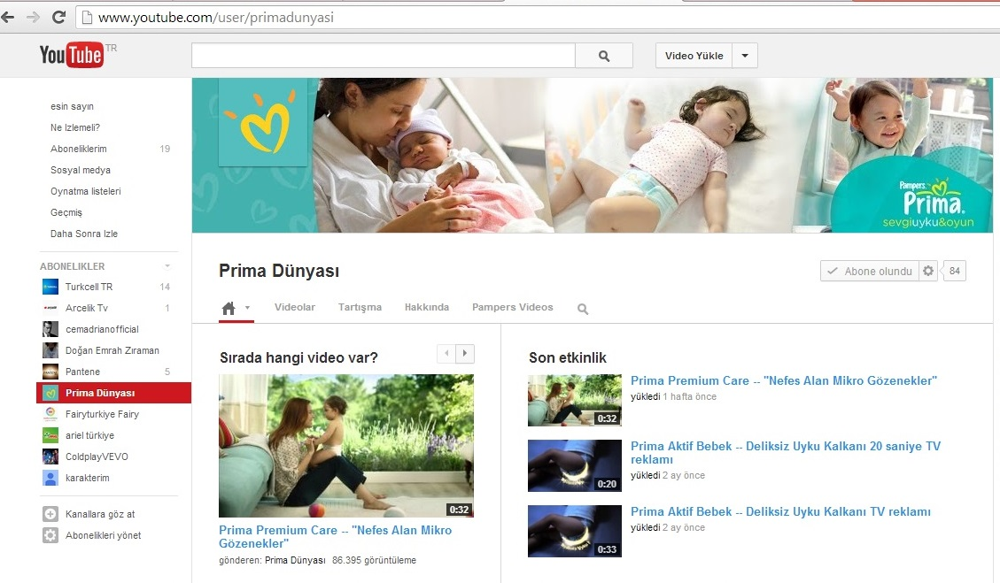 www.youtube.com/user/primadunyasi
YouTube TR
Video Yükle
esin sayın
Ne Izlemeli?
Aboneliklerim 19
Sosyal medya
Oynatma listeleri
Geçmiş
Daha Sonra Izle
ABONELIKLER
Turkcell TR 14
Arcelik Tv 1
cemadrianofficial
Doğan Emrah Zıraman
Pantene 5
Prima Dünyası
Fairyturkiye Fairy
ariel türkiye
ColdplayVEVO
karakterim
Kanallara göz at
Abonelikleri yönet
Pampers
Prima
sevgiuyku&oyun
Prima Dünyası
Abone olundu 84
Videolar Tartışma Hakkında Pampers Videos
Sırada hangi video var?
0:32
Prima Premium Care -- "Nefes Alan Mikro
Gözenekler"
gönderen: Prima Dünyası 86.395 görüntüleme
Son etkinlik
0:32
Prima Premium Care -- "Nefes Alan Mikro Gözenekler"
yükledi 1 hafta önce
0:20
Prima Aktif Bebek -- Deliksiz Uyku Kalkanı 20 saniye TV
reklamı
yükledi 2 ay önce
0:33
Prima Aktif Bebek -- Deliksiz Uyku Kalkanı TV reklamı
yükledi 2 ay önce